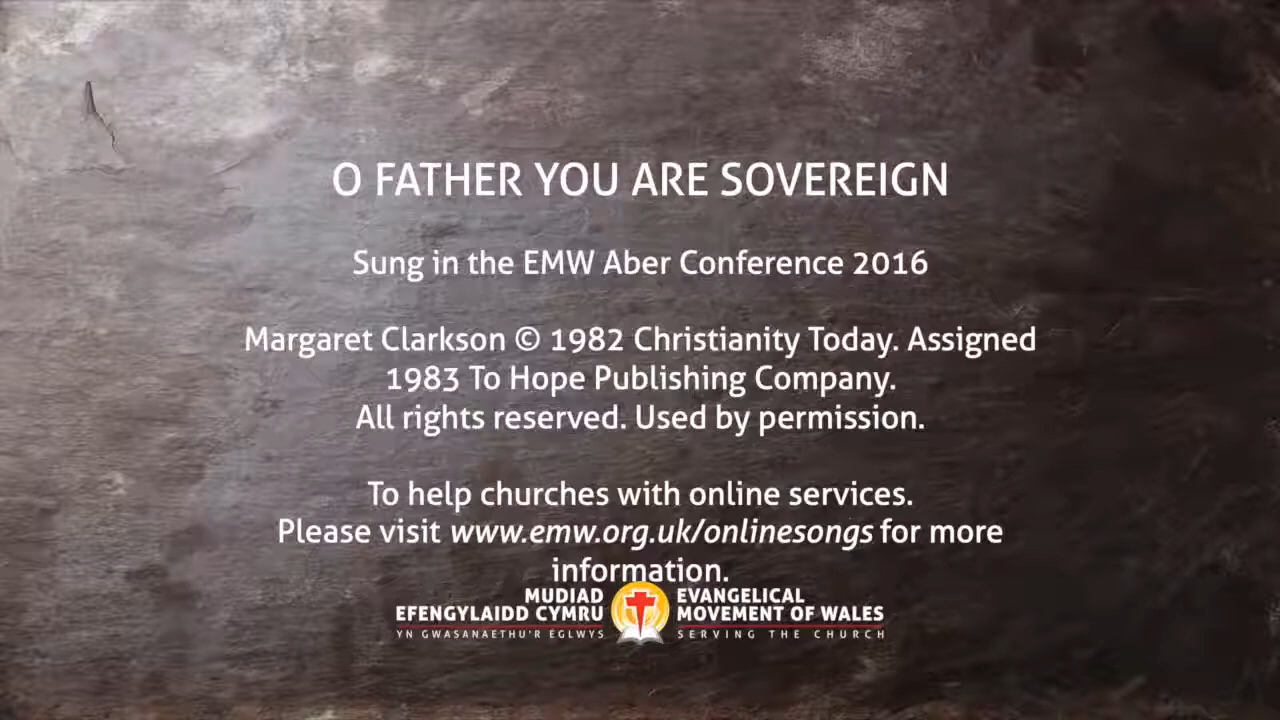 O FATHER YOU ARE SOVEREIGN
Sung in the EMW Aber Conference 2016
Margaret Clarkson © 1982 Christianity Today. Assigned
1983 To Hope Publishing Company.
All rights reserved. Used by permission.
To help churches with online services.
Please visit www.emw.org.uk/onlinesongs for more
information.
MUDIAD
EFENGYLAIDD CYMRU
YN GWASANAETHU'R EGLWYS
EVANGELICAL
MOVEMENT OF WALES
SERVING THE CHURCH